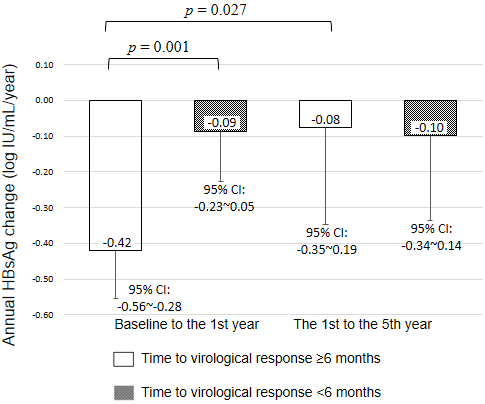 p = 0.027
p = 0.001
Annual HBsAg change (log IU/mL/year)
0.10
0.00
-0.10
-0.20
-0.30
-0.40
-0.50
-0.60
-0.42
-0.09
-0.08
-0.10
95% CI:
-0.56~-0.28
95% CI:
-0.23~0.05
95% CI:
-0.35~0.19
95% CI:
-0.34~0.14
Baseline to the 1st year
The 1st to the 5th year
Time to virological response ≥6 months
Time to virological response <6 months